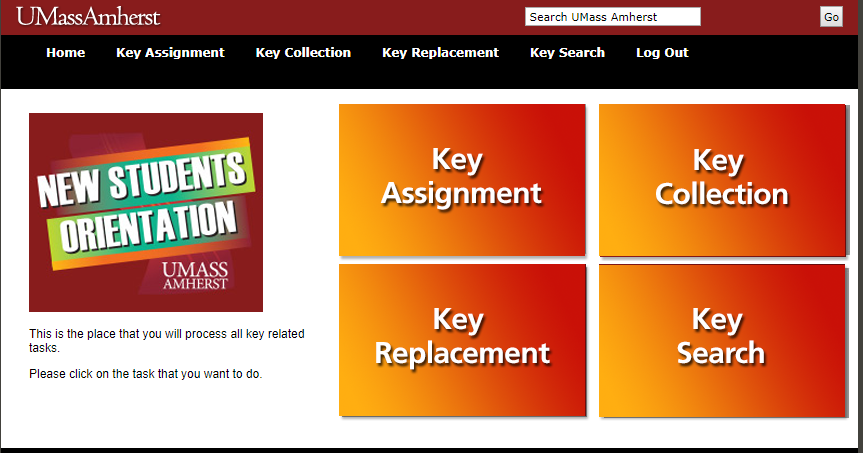 UMassAmherst
Search UMass Amherst
Go
Home Key Assignment Key Collection Key Replacement Key Search Log Out
NEW STUDENTS
ORIENTATION
UMASS
AMHERST
This is the place that you will process all key related
tasks.
Please click on the task that you want to do.
Key
Assignment
Key
Collection
Key
Replacement
Key
Search